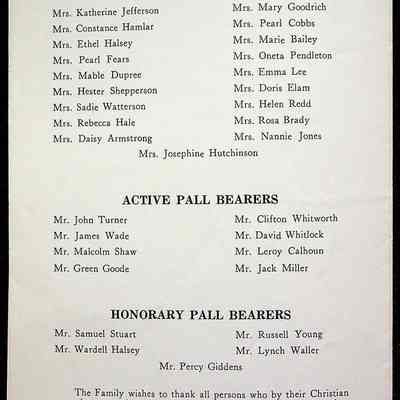 Mrs. Katherine Jefferson Mrs. Mary Goodrich
Mrs. Constance Hamlar Mrs. Pearl Cobbs
Mrs. Ethel Halsey Mrs. Marie Bailey
Mrs. Pearl Fears Mrs. Oneta Pendleton
Mrs. Mable Dupree Mrs. Emma Lee
Mrs. Hester Shepperson Mrs. Doris Elam
Mrs. Sadie Watterson Mrs. Helen Redd
Mrs. Rebecca Hale Mrs. Rosa Brady
Mrs. Daisy Armstrong Mrs. Nannie Jones
Mrs. Josephine Hutchinson
ACTIVE PALL BEARERS
Mr. John Turner Mr. Clifton Whitworth
Mr. James Wade Mr. David Whitlock
Mr. Malcolm Shaw Mr. Leroy Calhoun
Mr. Green Goode Mr. Jack Miller
HONORARY PALL BEARERS
Mr. Samuel Stuart Mr. Russell Young
Mr. Wardell Halsey Mr. Lynch Waller
Mr. Percy Giddens
The Family wishes to thank all persons who by their Christian